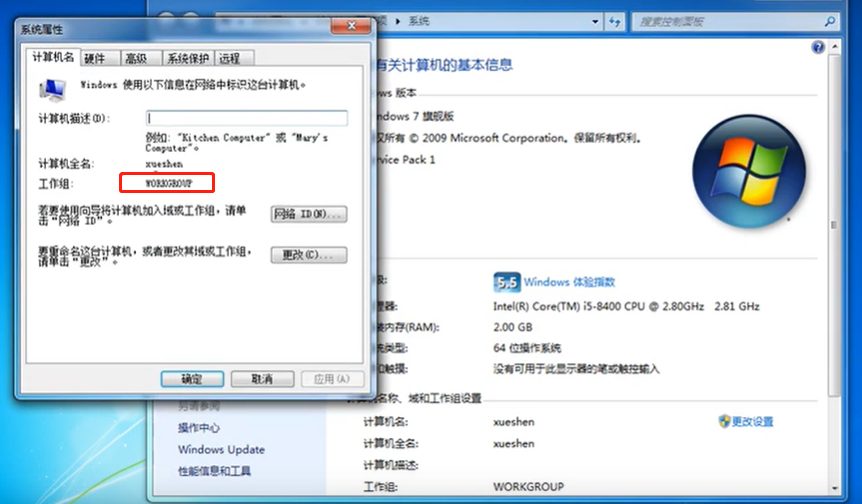 系统
搜索控制面板
系统属性
计算机名 硬件 高级 系统保护 远程
Windows 使用以下信息在网络中标识这台计算机。
计算机描述(D):
例如: "Kitchen Computer" 或 "Mary's
Computer"。
计算机全名: xueshen
工作组: WORKGROUP
若要使用向导将计算机加入域或工作组，请单
击"网络 ID"。
网络 ID(N)...
要重命名这台计算机，或者更改其域或工作组，
请单击"更改"。
更改(C)...
确定 取消 应用(A)
有关计算机的基本信息
ows 版本
ndows 7 旗舰版
权所有 © 2009 Microsoft Corporation。保留所有权利。
vice Pack 1
级: 5.5 Windows 体验指数
理器: Intel(R) Core(TM) i5-8400 CPU @ 2.80GHz 2.81 GHz
内存(RAM): 2.00 GB
统类型: 64 位操作系统
和触摸: 没有可用于此显示器的笔或触控输入
计算机名称、域和工作组设置
计算机名: xueshen
更改设置
计算机全名: xueshen
计算机描述:
工作组: WORKGROUP
另请参阅
操作中心
Windows Update
性能信息和工具